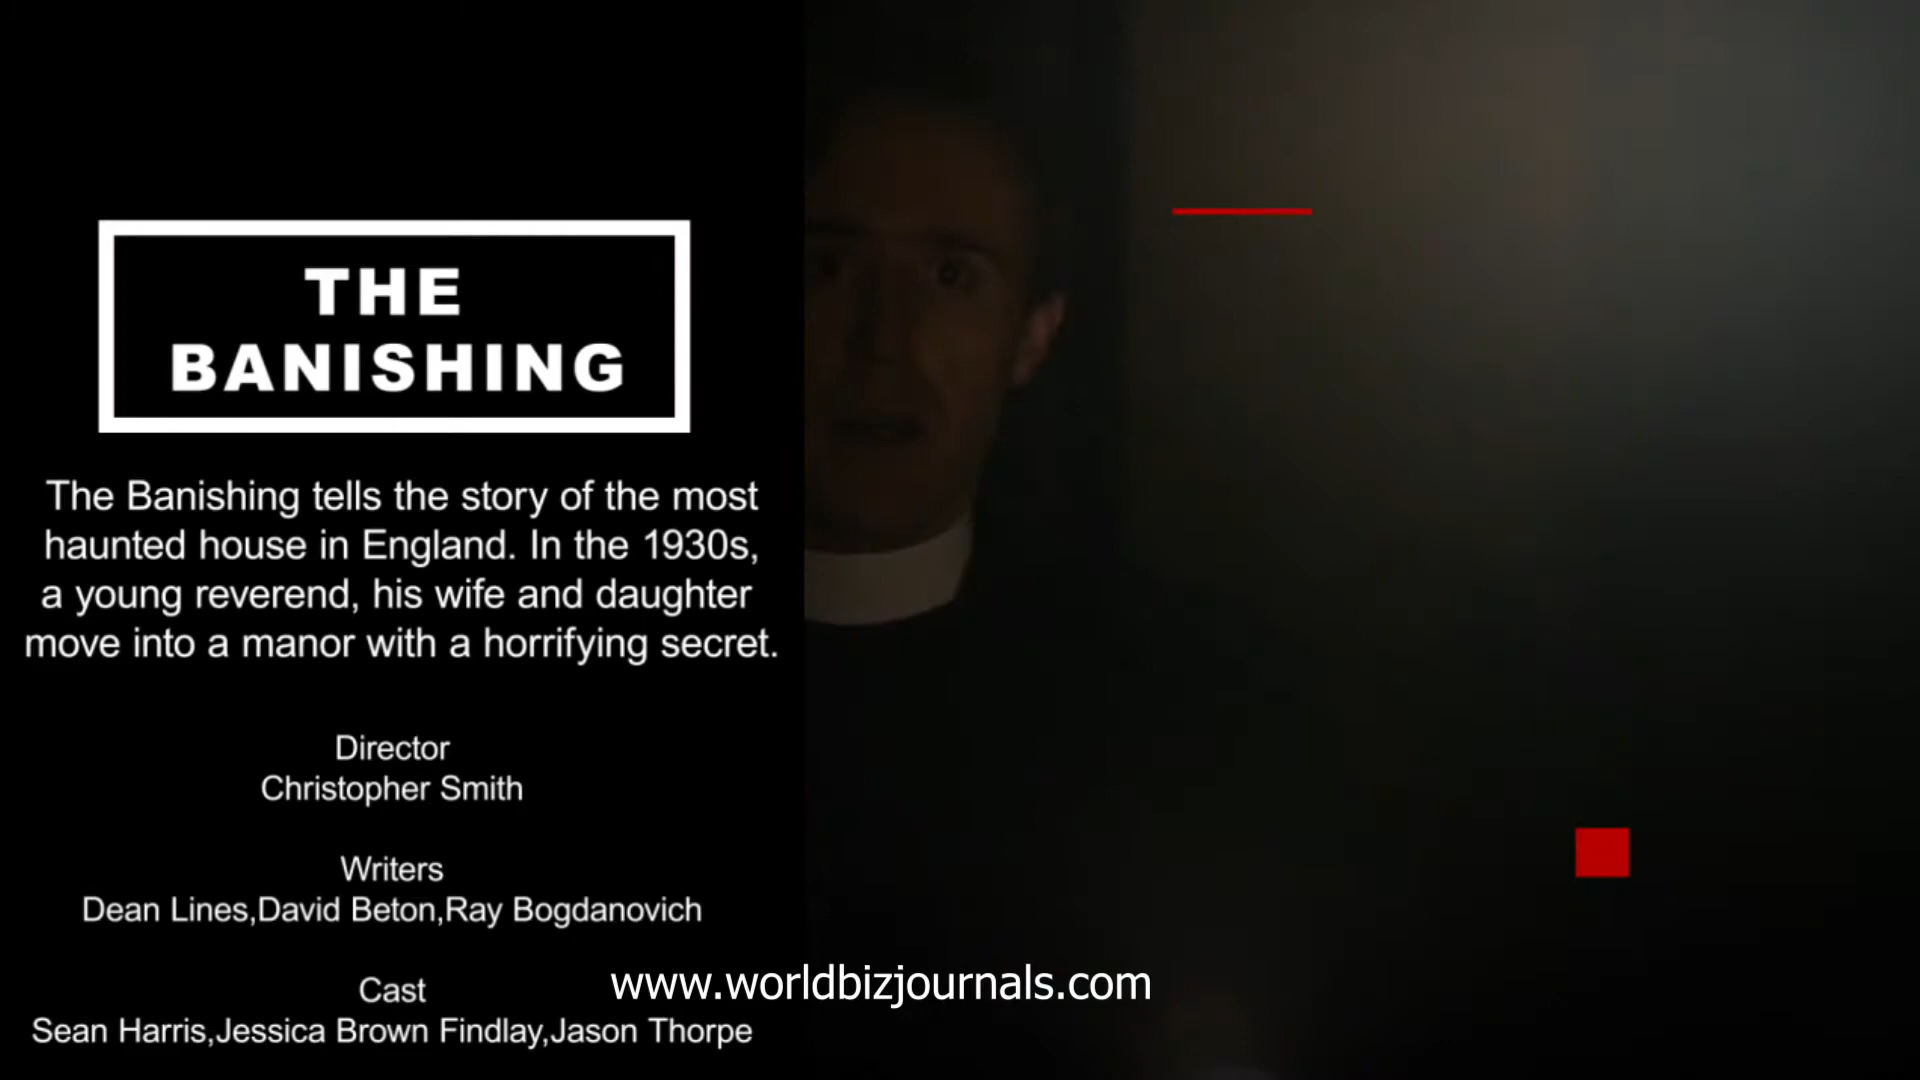 THE
BANISHING
The Banishing tells the story of the most
haunted house in England. In the 1930s,
a young reverend, his wife and daughter
move into a manor with a horrifying secret.
Director
Christopher Smith
Writers
Dean Lines,David Beton,Ray Bogdanovich
Cast
Sean Harris,Jessica Brown Findlay,Jason Thorpe
www.worldbizjournals.com